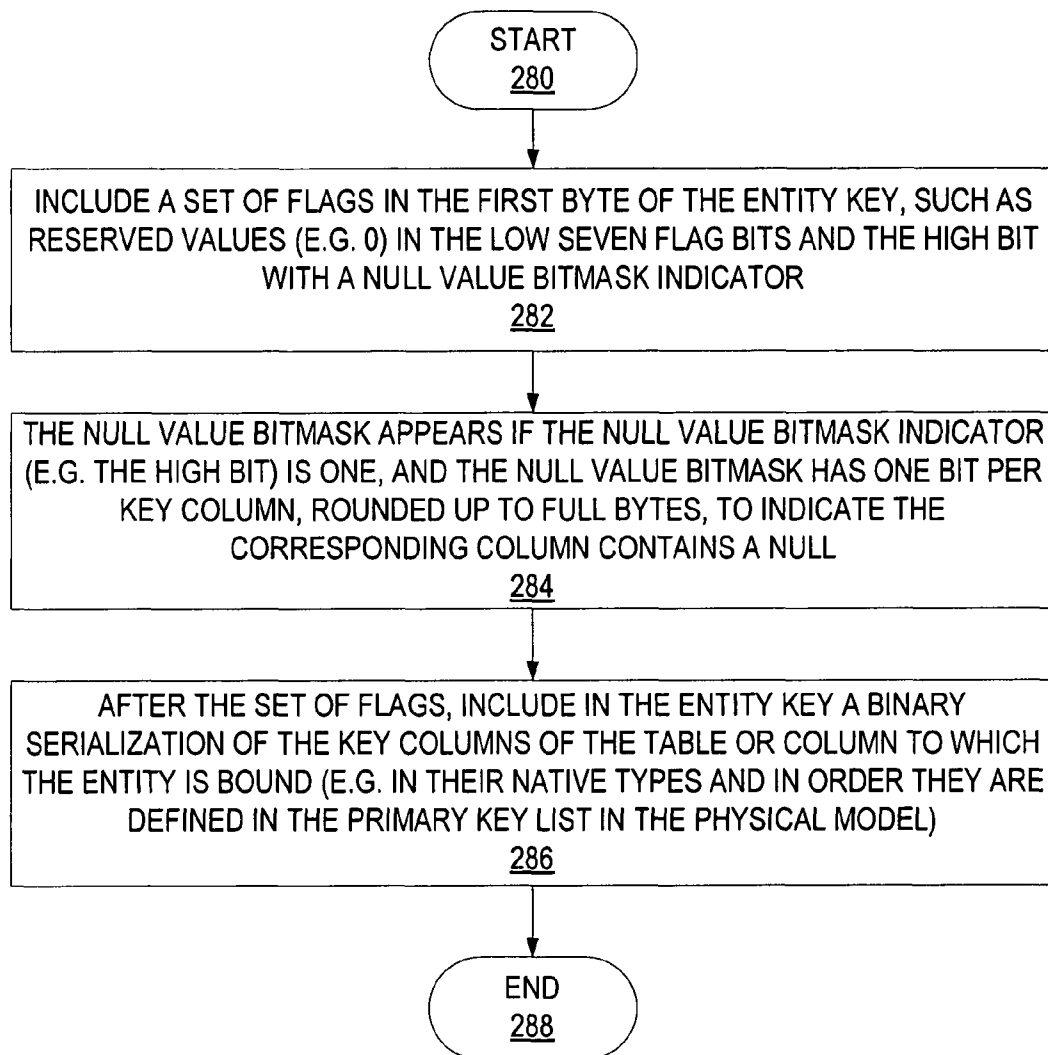 START
280
INCLUDE A SET OF FLAGS IN THE FIRST BYTE OF THE ENTITY KEY, SUCH AS
RESERVED VALUES (E.G. 0) IN THE LOW SEVEN FLAG BITS AND THE HIGH BIT
WITH A NULL VALUE BITMASK INDICATOR
282
THE NULL VALUE BITMASK APPEARS IF THE NULL VALUE BITMASK INDICATOR
(E.G. THE HIGH BIT) IS ONE, AND THE NULL VALUE BITMASK HAS ONE BIT PER
KEY COLUMN, ROUNDED UP TO FULL BYTES, TO INDICATE THE
CORRESPONDING COLUMN CONTAINS A NULL
284
AFTER THE SET OF FLAGS, INCLUDE IN THE ENTITY KEY A BINARY
SERIALIZATION OF THE KEY COLUMNS OF THE TABLE OR COLUMN TO WHICH
THE ENTITY IS BOUND (E.G. IN THEIR NATIVE TYPES AND IN ORDER THEY ARE
DEFINED IN THE PRIMARY KEY LIST IN THE PHYSICAL MODEL)
286
END
288